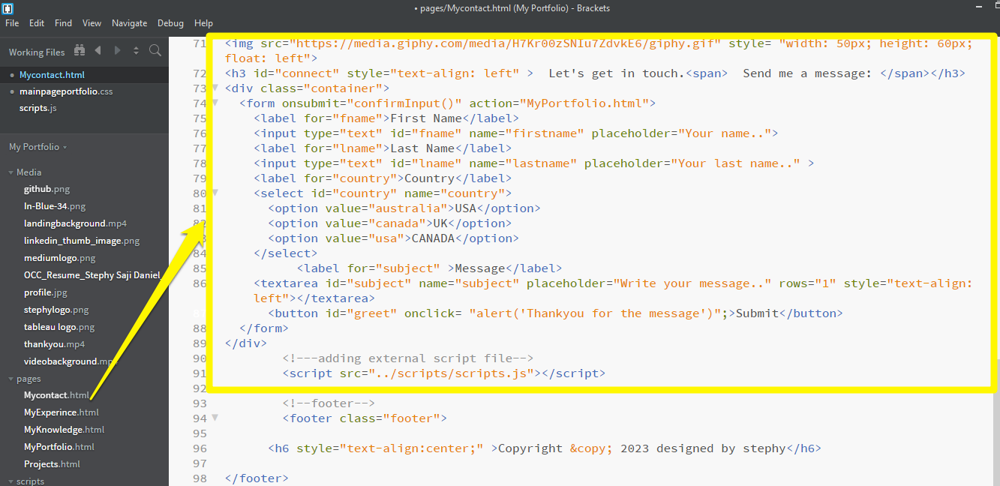 • pages/Mycontact.html (My Portfolio) - Brackets
File Edit Find View Navigate Debug Help
Working Files
• Mycontact.html
• mainpageportfolio.css
scripts.js
My Portfolio
Media
github.png
In-Blue-34.png
landingbackground.mp4
linkedin_thumb_image.png
mediumlogo.png
OCC_Resume_Stephy Saji Daniel
profile.jpg
stephylogo.png
tableau logo.png
thankyou.mp4
videobackground.mp
pages
Mycontact.html
MyExperince.html
MyKnowledge.html
MyPortfolio.html
Projects.html
scripts
71 <img src="https://media.giphy.com/media/H7Kr00zSNIu7ZdvkE6/giphy.gif" style= "width: 50px; height: 60px;
float: left">
72 <h3 id="connect" style="text-align: left" >  Let's get in touch.<span>  Send me a message: </span></h3>
73 <div class="container">
74 <form onsubmit="confirmInput()" action="MyPortfolio.html">
75 <label for="fname">First Name</label>
76 <input type="text" id="fname" name="firstname" placeholder="Your name..">
77 <label for="lname">Last Name</label>
78 <input type="text" id="lname" name="lastname" placeholder="Your last name.." >
79 <label for="country">Country</label>
80 <select id="country" name="country">
81 <option value="australia">USA</option>
82 <option value="canada">UK</option>
<option value="usa">CANADA</option>
84 </select>
85 <label for="subject" >Message</label>
86 <textarea id="subject" name="subject" placeholder="Write your message.." rows="1" style="text-align:
left"></textarea>
<button id="greet" onclick= "alert('Thankyou for the message')";>Submit</button>
88 </form>
89 </div>
90 <!---adding external script file-->
91 <script src="../scripts/scripts.js"></script>
92
93 <!--footer-->
94 <footer class="footer">
95
96 <h6 style="text-align:center;" >Copyright &copy; 2023 designed by stephy</h6>
97
98 </footer>